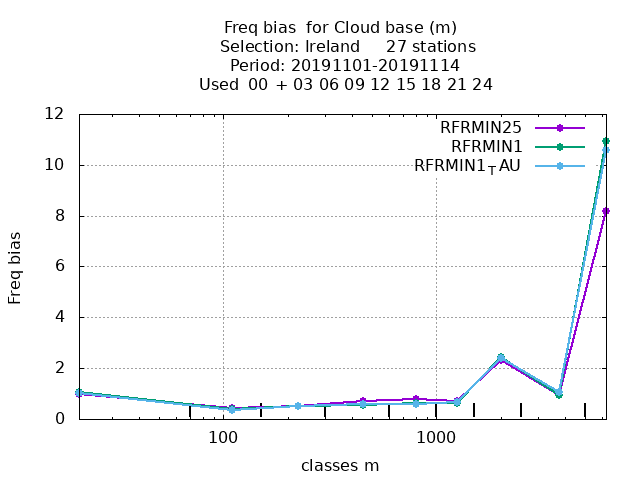 Freq bias  for Cloud base (m)
Selection: Ireland     27 stations
Period: 20191101-20191114
Used  00 + 03 06 09 12 15 18 21 24
RFRMIN25
RFRMIN1
RFRMIN1_TAU
12
10
8
6
4
2
0
Freq bias
100
1000
classes m